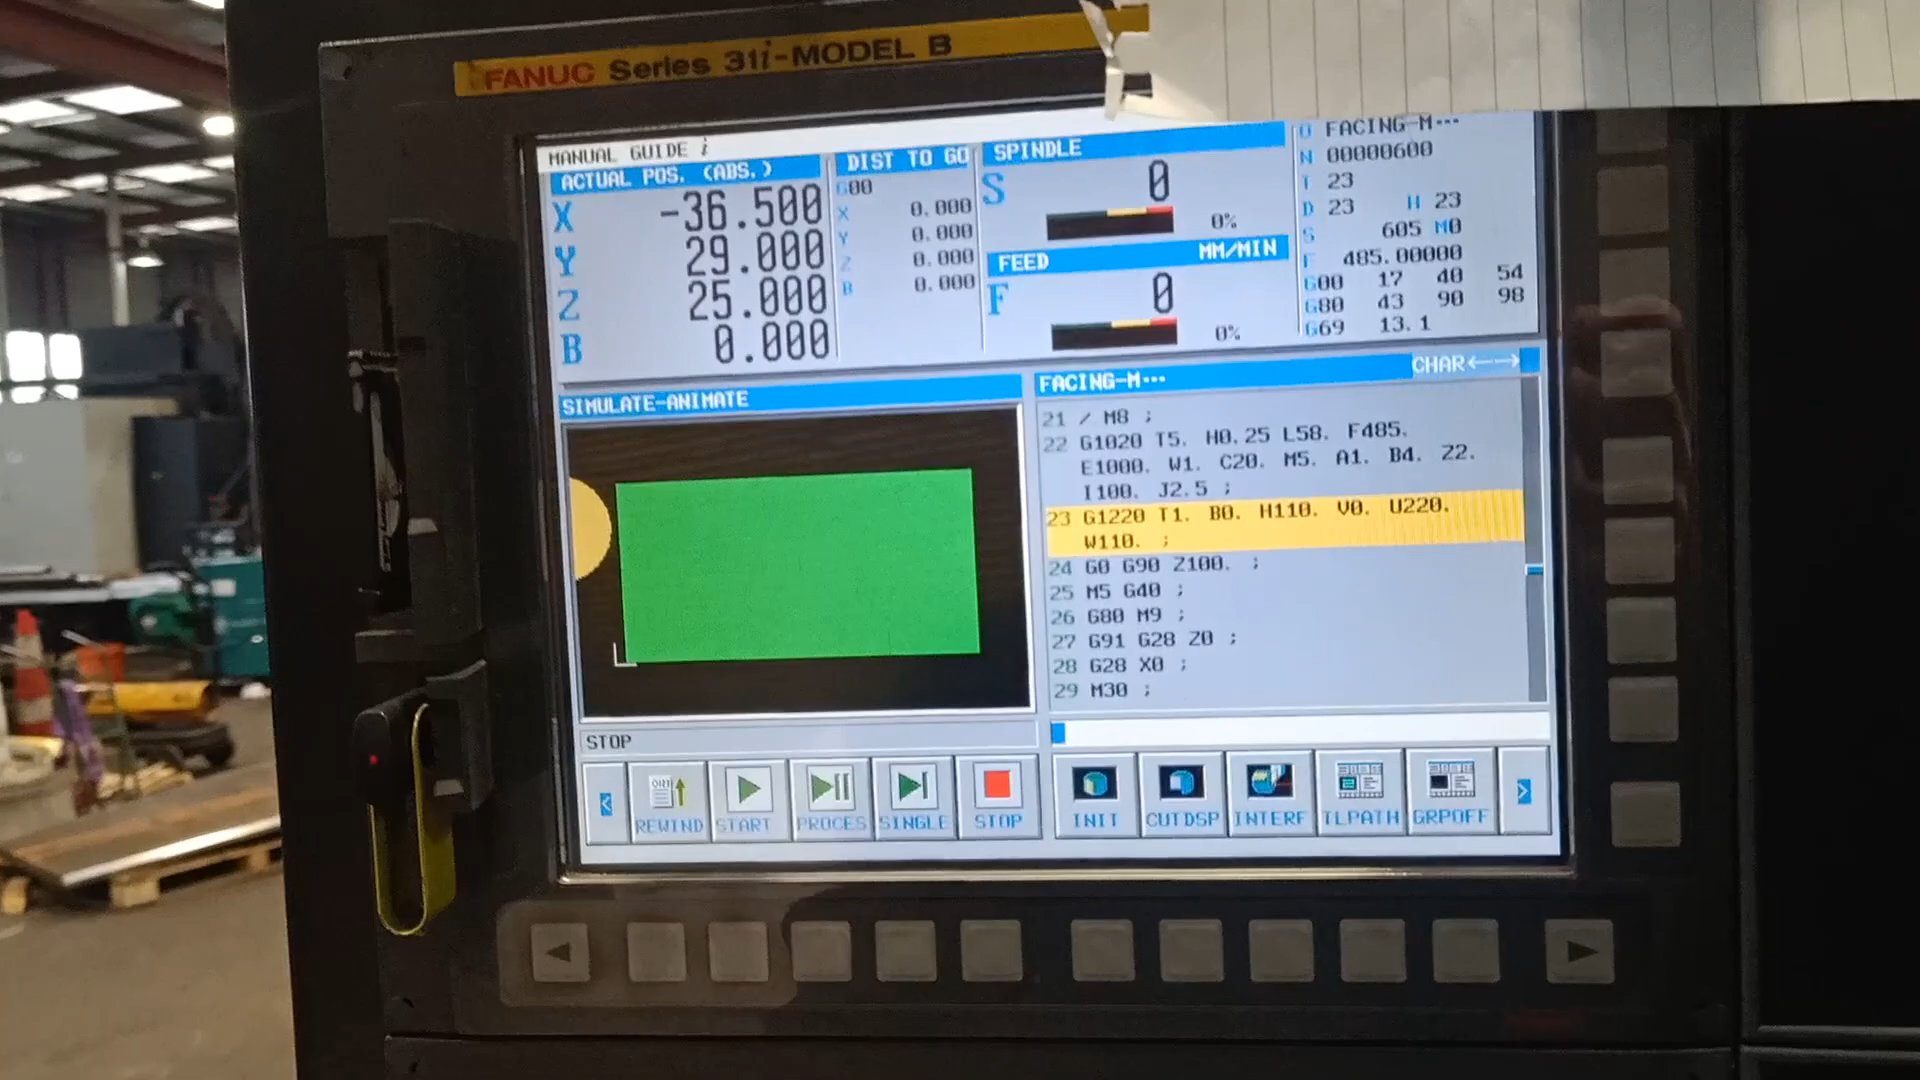 FANUC Series 31i-MODEL B
MANUAL GUIDE i
ACTUAL POS. (ABS.)
X -36.500
Y 29.000
Z 25.000
B 0.000
DIST TO GO
G00
X 0.000
Y 0.000
Z 0.000
B 0.000
SPINDLE
S 0
0%
FEED MM/MIN
F 0
0%
O FACING-M···
N 00000600
T 23
D 23 H 23
S 605 M0
F 485.00000
G00 17 40 54
G80 43 90 98
G69 13.1
SIMULATE-ANIMATE
STOP
FACING-M··· CHAR←→
21 / M8 ;
22 G1020 T5. H0.25 L58. F485.
E1000. W1. C20. M5. A1. B4. Z2.
I100. J2.5 ;
23 G1220 T1. B0. H110. V0. U220.
W110. ;
24 G0 G90 Z100. ;
25 M5 G40 ;
26 G80 M9 ;
27 G91 G28 Z0 ;
28 G28 X0 ;
29 M30 ;
< REWIND START PROCES SINGLE STOP
INIT CUTDSP INTERF TLPATH GRPOFF >